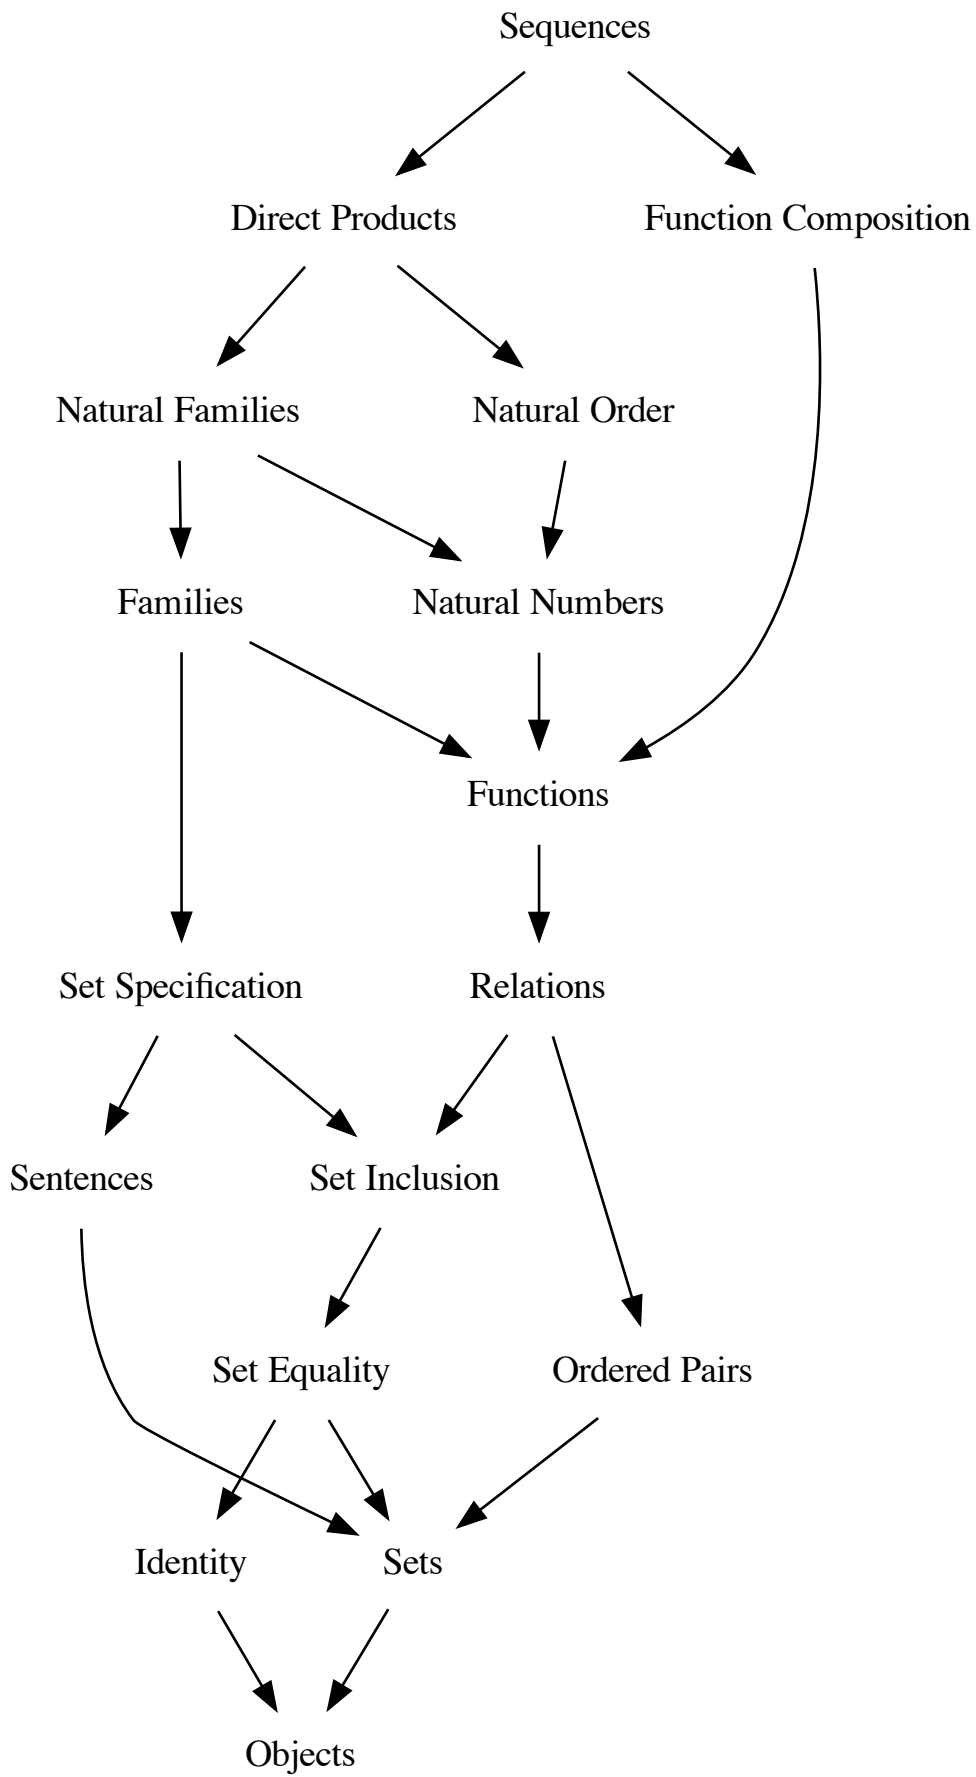 Sequences
Direct Products
Function Composition
Natural Families
Natural Order
Families
Natural Numbers
Functions
Set Specification
Relations
Sentences
Set Inclusion
Set Equality
Ordered Pairs
Identity
Sets
Objects